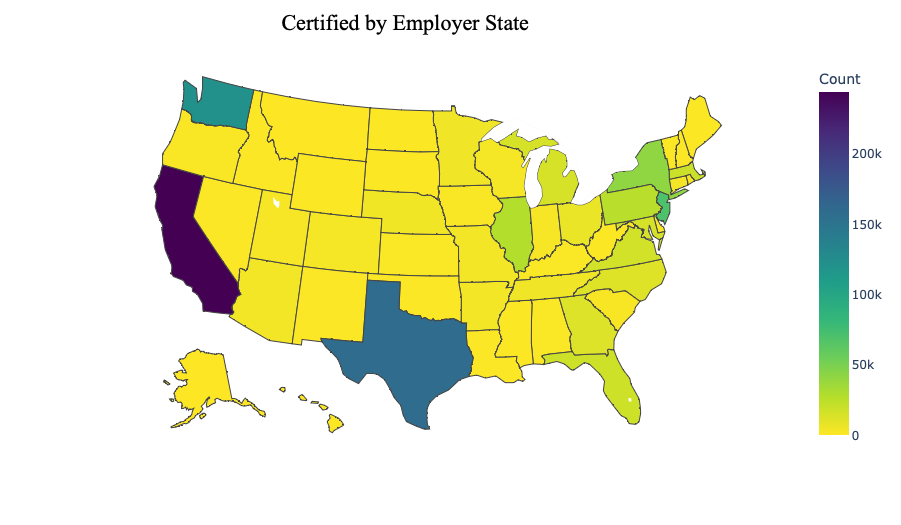 Certified by Employer State
Count
200k
150k
100k
50k
0